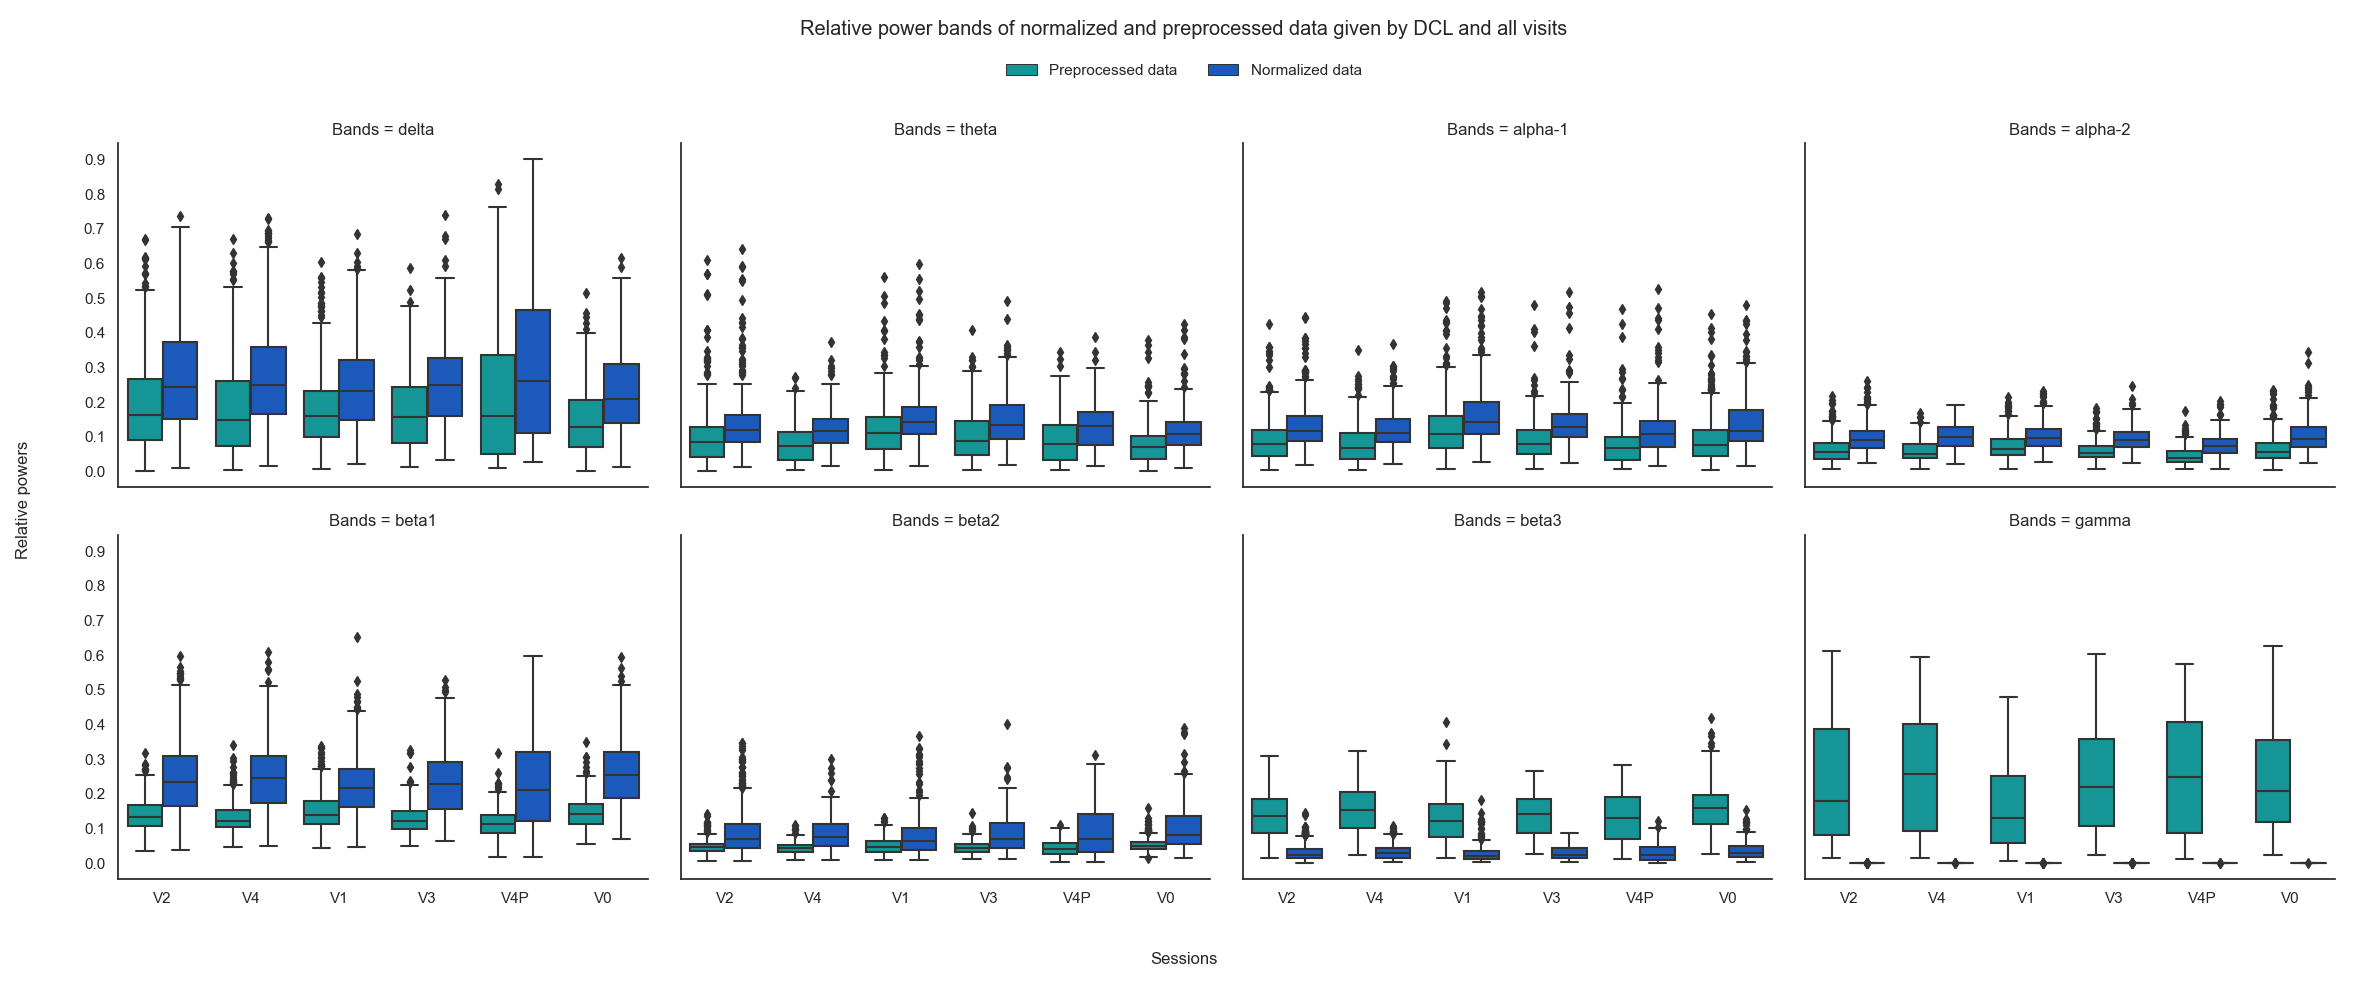 Relative power bands of normalized and preprocessed data given by DCL and all visits
Preprocessed data Normalized data
Bands = delta Bands = theta Bands = alpha-1 Bands = alpha-2
0.9
0.8
0.7
0.6
0.5
0.4
0.3
0.2
0.1
0.0
Relative powers
Bands = beta1 Bands = beta2 Bands = beta3 Bands = gamma
0.9
0.8
0.7
0.6
0.5
0.4
0.3
0.2
0.1
0.0
V2 V4 V1 V3 V4P V0 V2 V4 V1 V3 V4P V0 V2 V4 V1 V3 V4P V0 V2 V4 V1 V3 V4P V0
Sessions